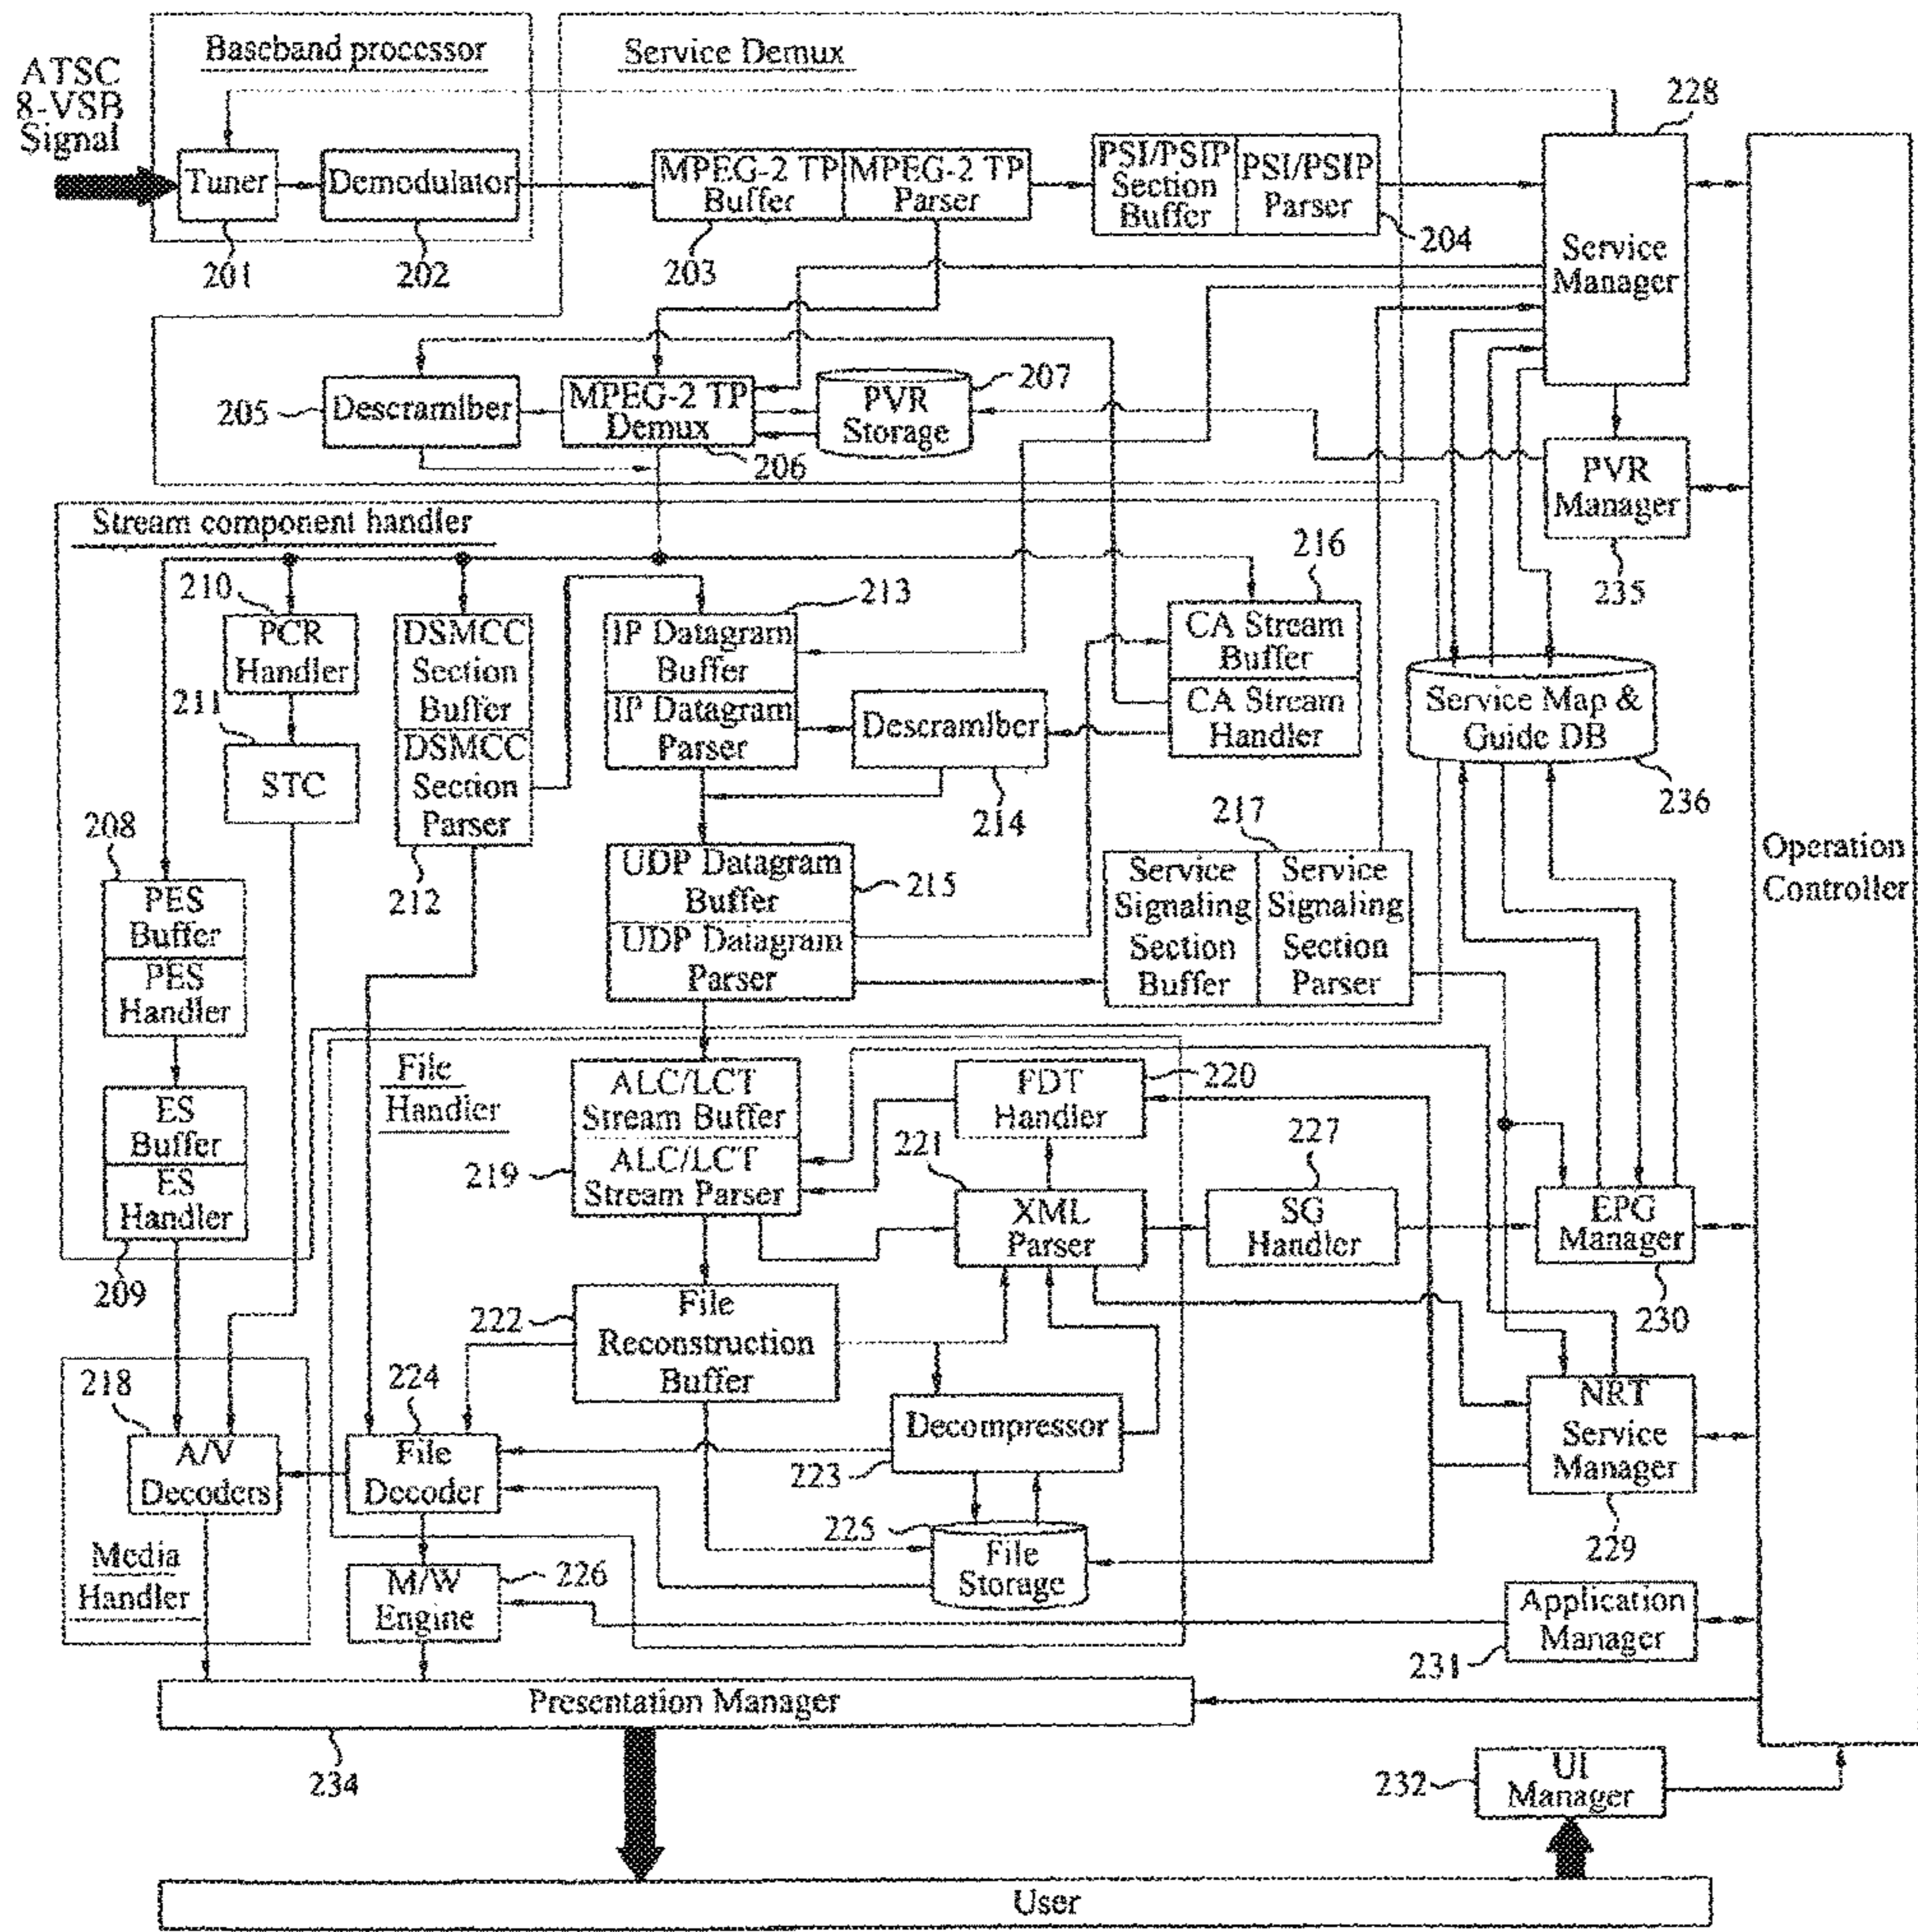 Baseband processor
Service Demux
ATSC
8-VSB
Signal
228
Tuner
Demodulator
MPEG-2 TP
Buffer
MPEG-2 TP
Parser
PSI/PSIP
Section
Buffer
PSI/PSIP
Parser
Service
Manager
201
202
203
204
205
Descramlber
MPEG-2 TP
Demux
206
PVR
Storage
207
PVR
Manager
235
Stream component handler
210
PCR
Handler
211
STC
DSMCC
Section
Buffer
DSMCC
Section
Parser
212
213
IP Datagram
Buffer
IP Datagram
Parser
Descramlber
214
216
CA Stream
Buffer
CA Stream
Handler
Service Map &
Guide DB
236
Operation
Controller
208
PES
Buffer
PES
Handler
UDP Datagram
Buffer
UDP Datagram
Parser
215
217
Service
Signaling
Section
Buffer
Service
Signaling
Section
Parser
ES
Buffer
ES
Handler
209
File
Handler
ALC/LCT
Stream Buffer
ALC/LCT
Stream Parser
219
FDT
Handler
220
221
XML
Parser
227
SG
Handler
EPG
Manager
230
222
File
Reconstruction
Buffer
Decompressor
223
NRT
Service
Manager
229
218
A/V
Decoders
224
File
Decoder
225
File
Storage
Media
Handler
M/W
Engine
226
Application
Manager
231
Presentation Manager
234
232
UI
Manager
User